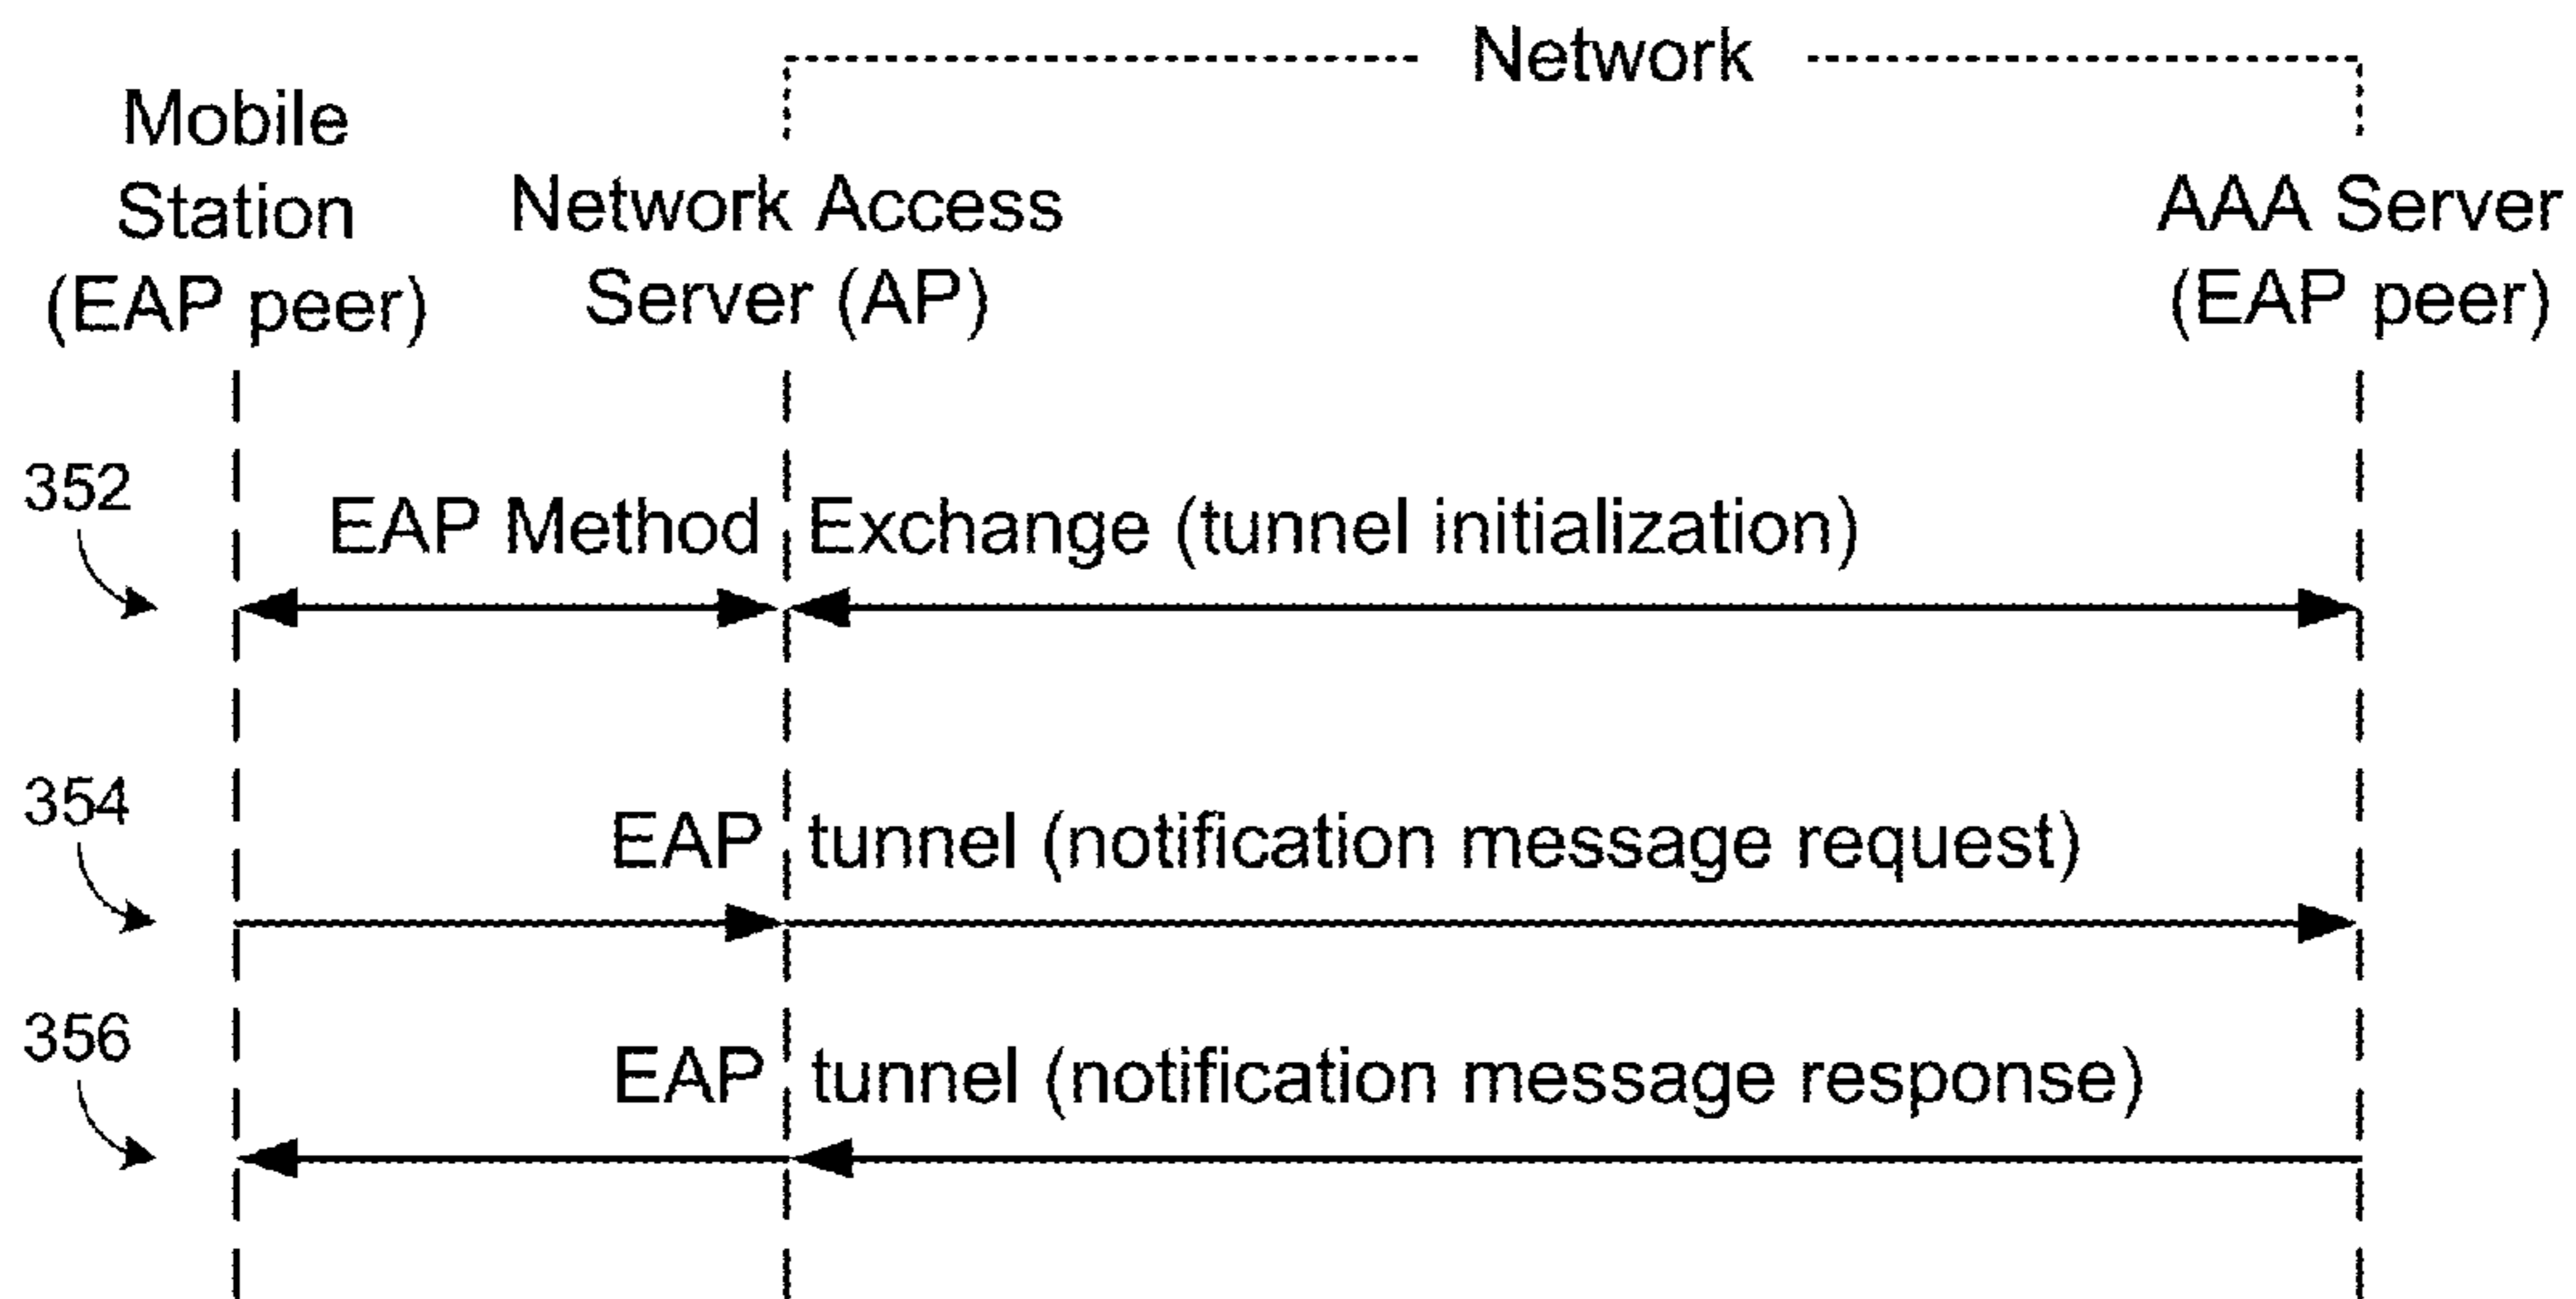 Network
Mobile
Station
(EAP peer)
Network Access
Server (AP)
AAA Server
(EAP peer)
352
EAP Method Exchange (tunnel initialization)
354
EAP tunnel (notification message request)
356
EAP tunnel (notification message response)